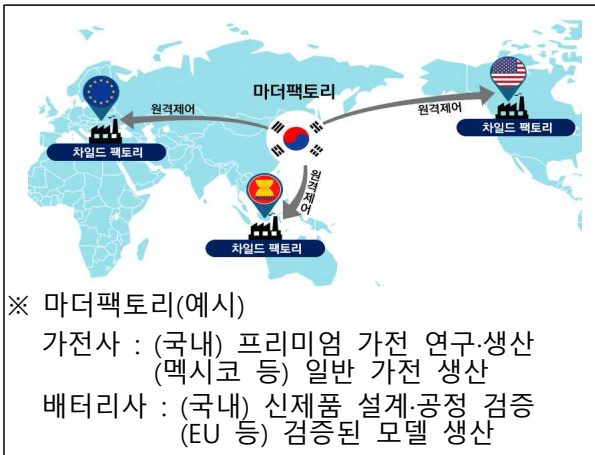 마더팩토리
원격제어
원격제어
차일드 팩토리
차일드 팩토리
원격제어
차일드 팩토리
※ 마더팩토리(예시)
가전사 : (국내) 프리미엄 가전 연구·생산
(멕시코 등) 일반 가전 생산
배터리사 : (국내) 신제품 설계·공정 검증
(EU 등) 검증된 모델 생산